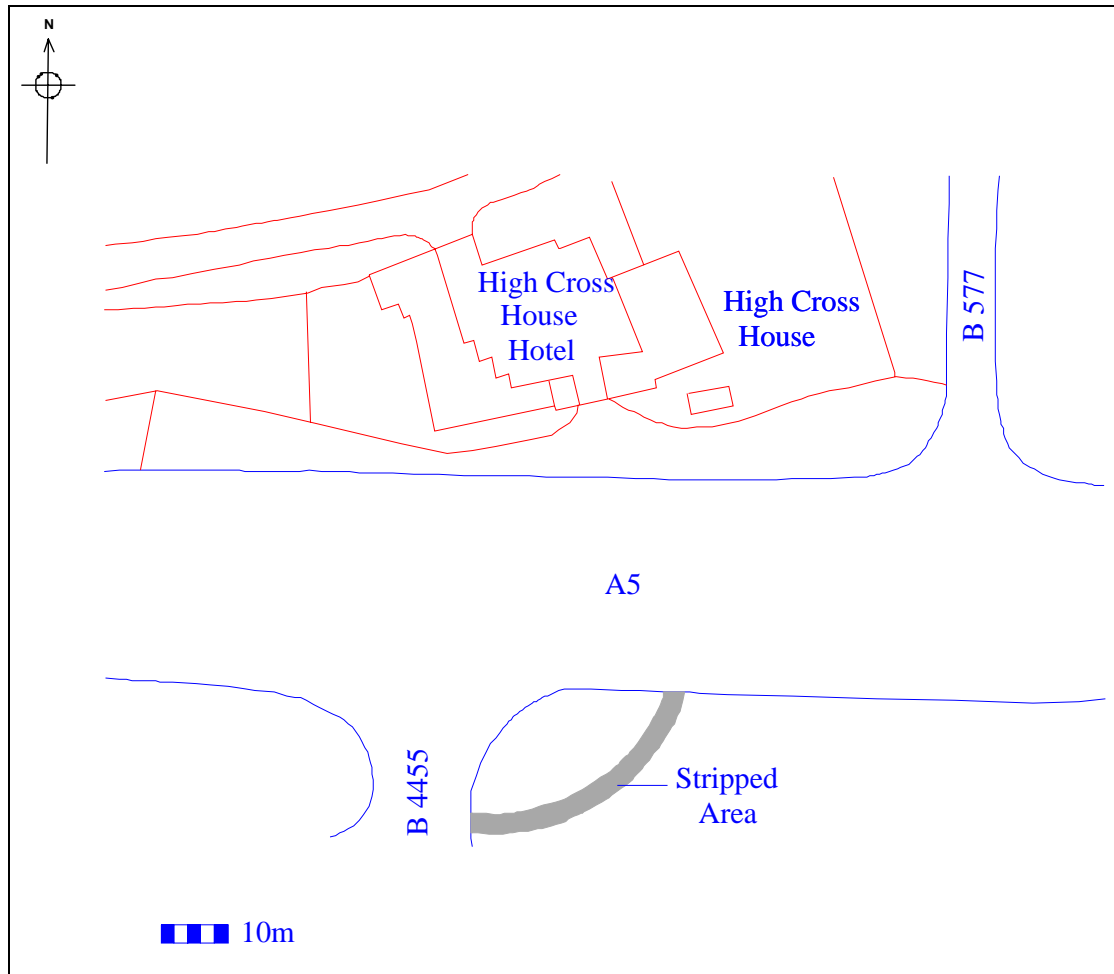 N
High Cross
House
Hotel
High Cross
House
B 577
A5
B 4455
Stripped
Area
10m